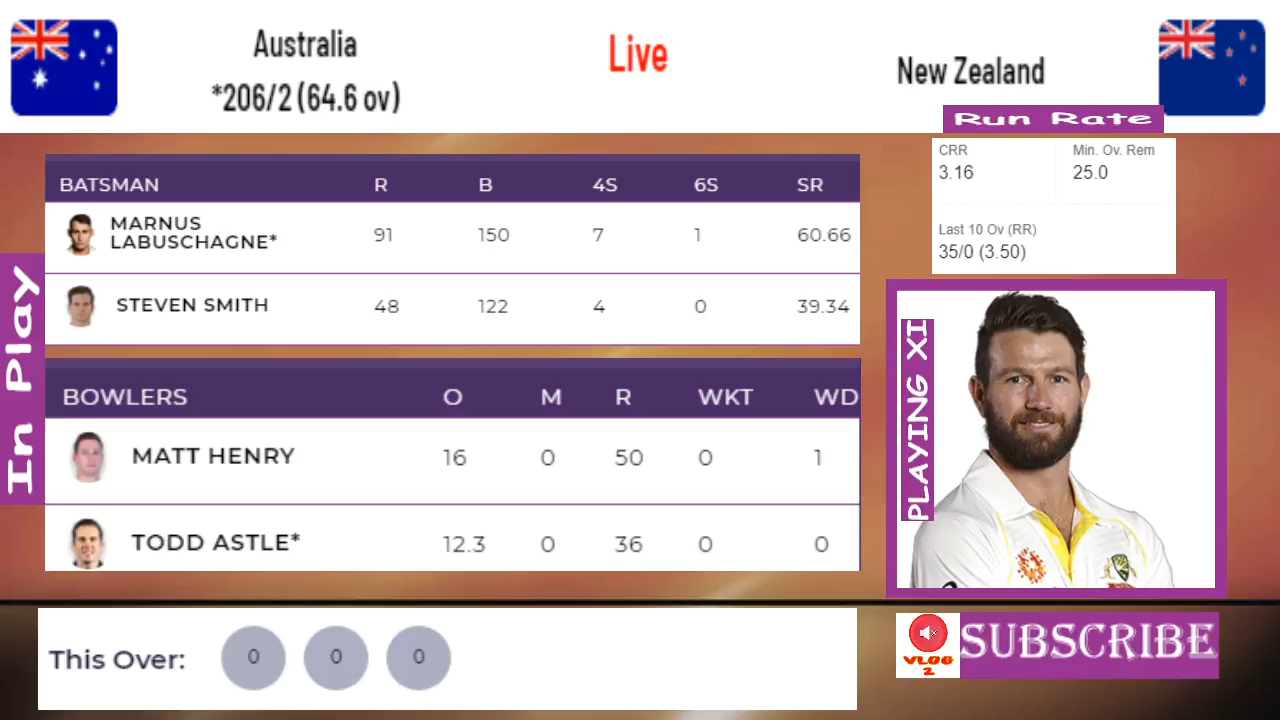 Australia
*206/2 (64.6 ov)
Live
New Zealand
Run Rate
CRR
3.16
Min. Ov. Rem
25.0
Last 10 Ov (RR)
35/0 (3.50)
BATSMAN R B 4S 6S SR
MARNUS
LABUSCHAGNE* 91 150 7 1 60.66
STEVEN SMITH 48 122 4 0 39.34
In Play
BOWLERS O M R WKT WD
MATT HENRY 16 0 50 0 1
TODD ASTLE* 12.3 0 36 0 0
PLAYING XI
This Over: 0 0 0
VLOG
2
SUBSCRIBE